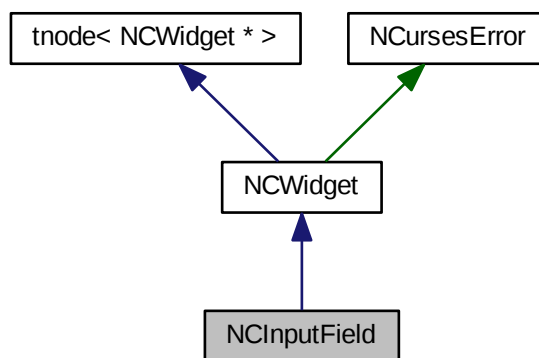 tnode< NCWidget * >
NCursesError
NCWidget
NCInputField